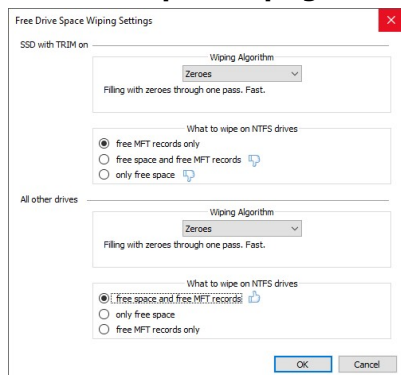 Free Drive Space Wiping Settings
SSD with TRIM on
Wiping Algorithm
Zeroes
Filling with zeroes through one pass. Fast.
What to wipe on NTFS drives
free MFT records only
free space and free MFT records
only free space
All other drives
Wiping Algorithm
Zeroes
Filling with zeroes through one pass. Fast.
What to wipe on NTFS drives
free space and free MFT records
only free space
free MFT records only
OK Cancel